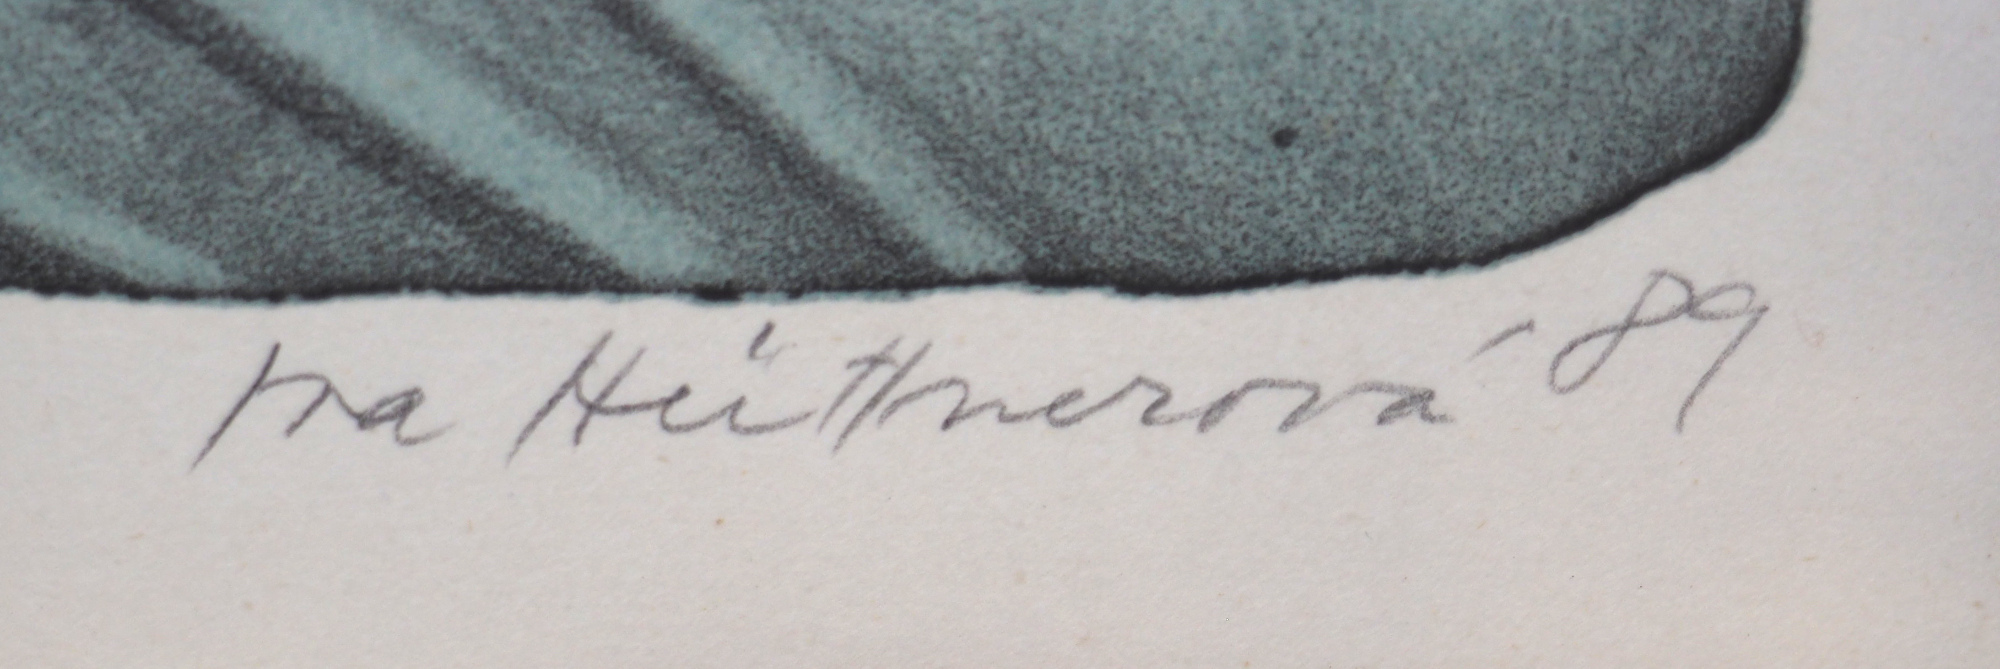 Iva Hüttnerová '89